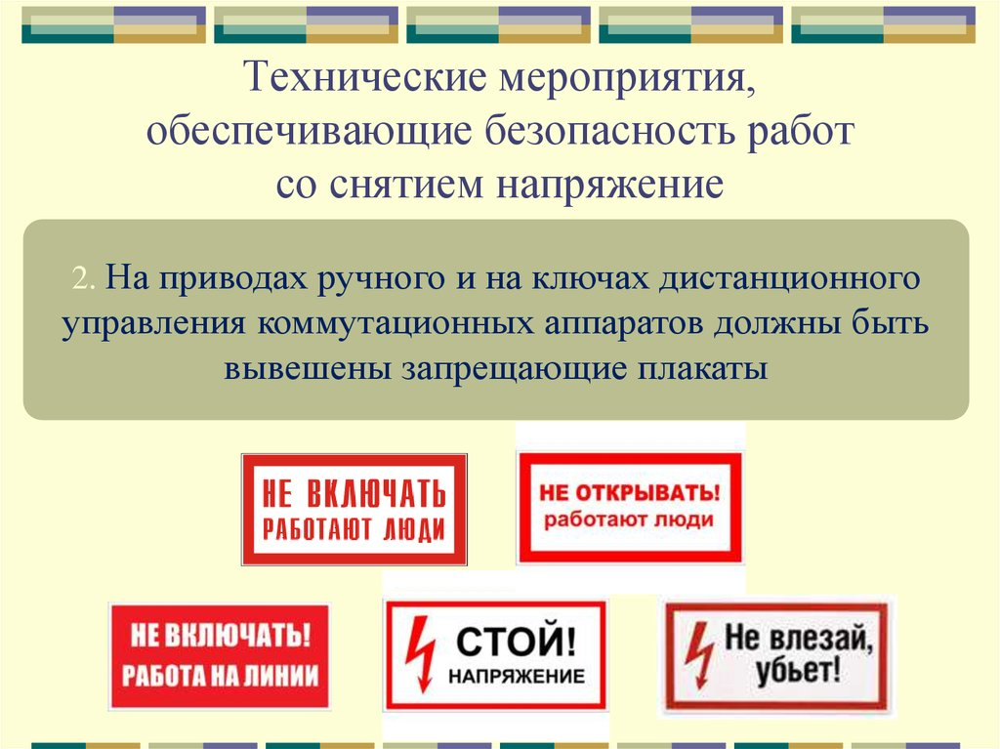 Технические мероприятия,
обеспечивающие безопасность работ
со снятием напряжение
2. На приводах ручного и на ключах дистанционного
управления коммутационных аппаратов должны быть
вывешены запрещающие плакаты
НЕ ВКЛЮЧАТЬ
РАБОТАЮТ ЛЮДИ
НЕ ОТКРЫВАТЬ!
работают люди
НЕ ВКЛЮЧАТЬ!
РАБОТА НА ЛИНИИ
СТОЙ!
НАПРЯЖЕНИЕ
Не влезай,
убьет!